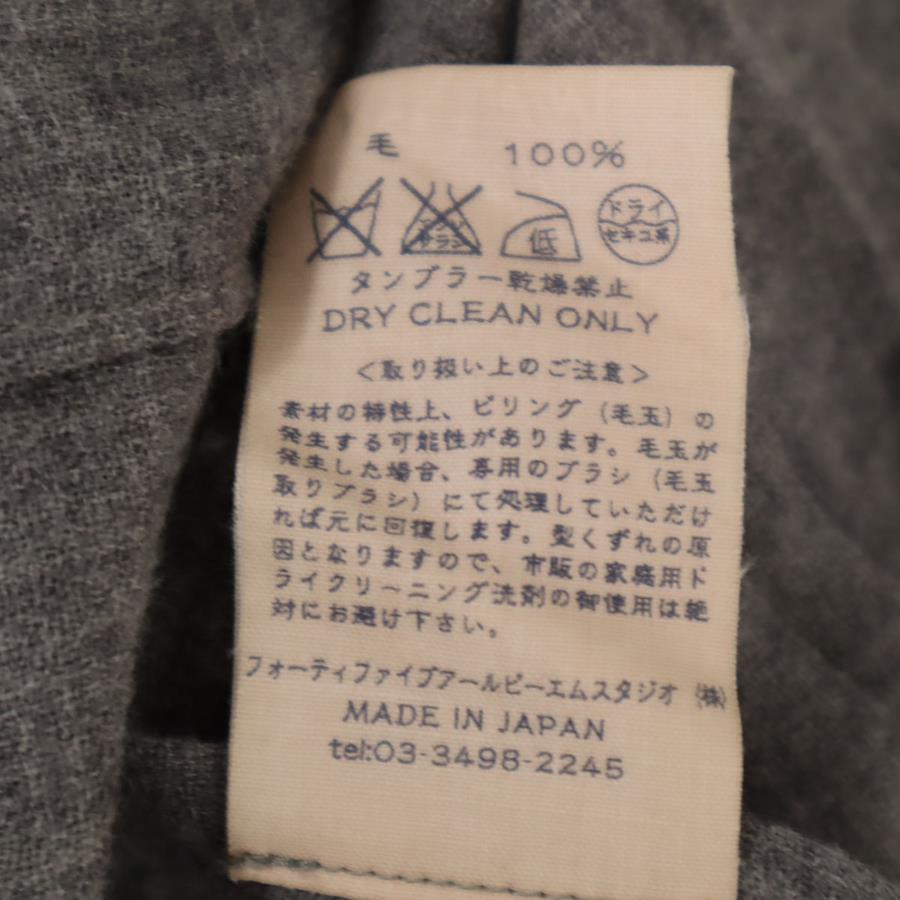 毛 100%
低 ドライ
セキユ系
タンブラー乾燥禁止
DRY CLEAN ONLY
<取り扱い上のご注意>
素材の特性上、ピリング（毛玉）の
発生する可能性があります。毛玉が
発生した場合、専用のブラシ（毛玉
取りブラシ）にて処理していただけ
れば元に回復します。型くずれの原
因となりますので、市販の家庭用ド
ライクリーニング洗剤の御使用は絶
対にお避け下さい。
フォーティファイブアールピーエムスタジオ（株）
MADE IN JAPAN
tel:03-3498-2245